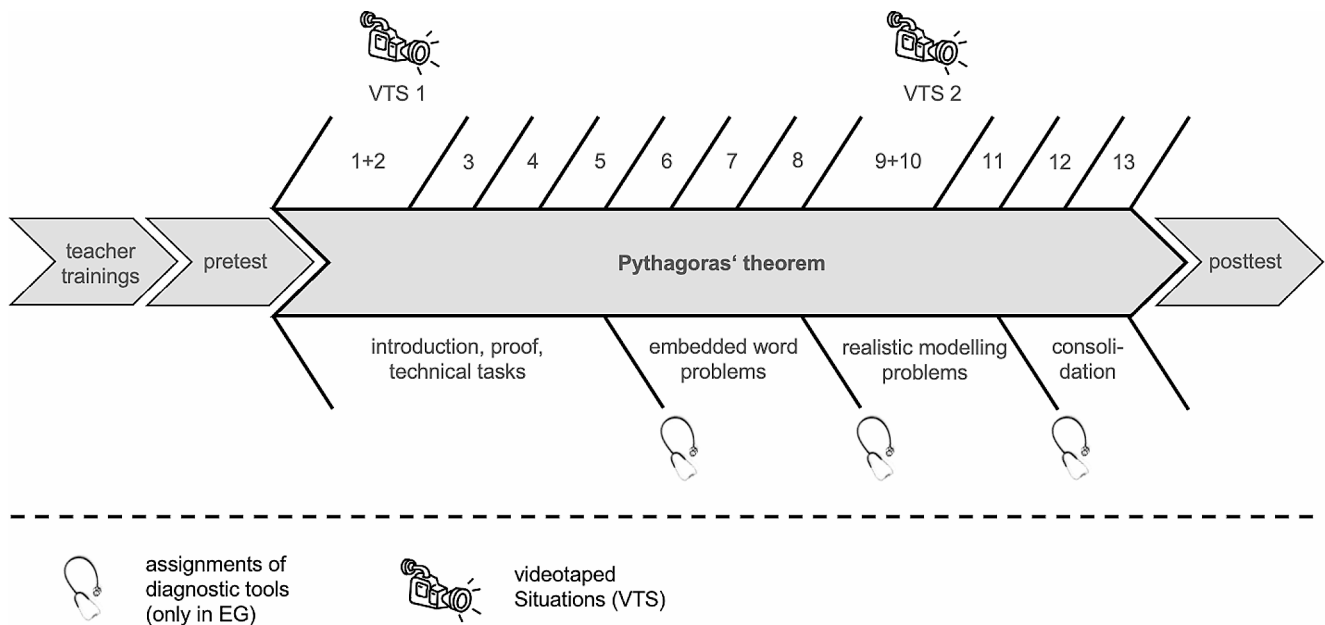 VTS 1
VTS 2
1+2
3
4
5
6
7
8
9+10
11
12
13
teacher
trainings
pretest
Pythagoras‘ theorem
posttest
introduction, proof,
technical tasks
embedded word
problems
realistic modelling
problems
consoli-
dation
assignments of
diagnostic tools
(only in EG)
videotaped
Situations (VTS)